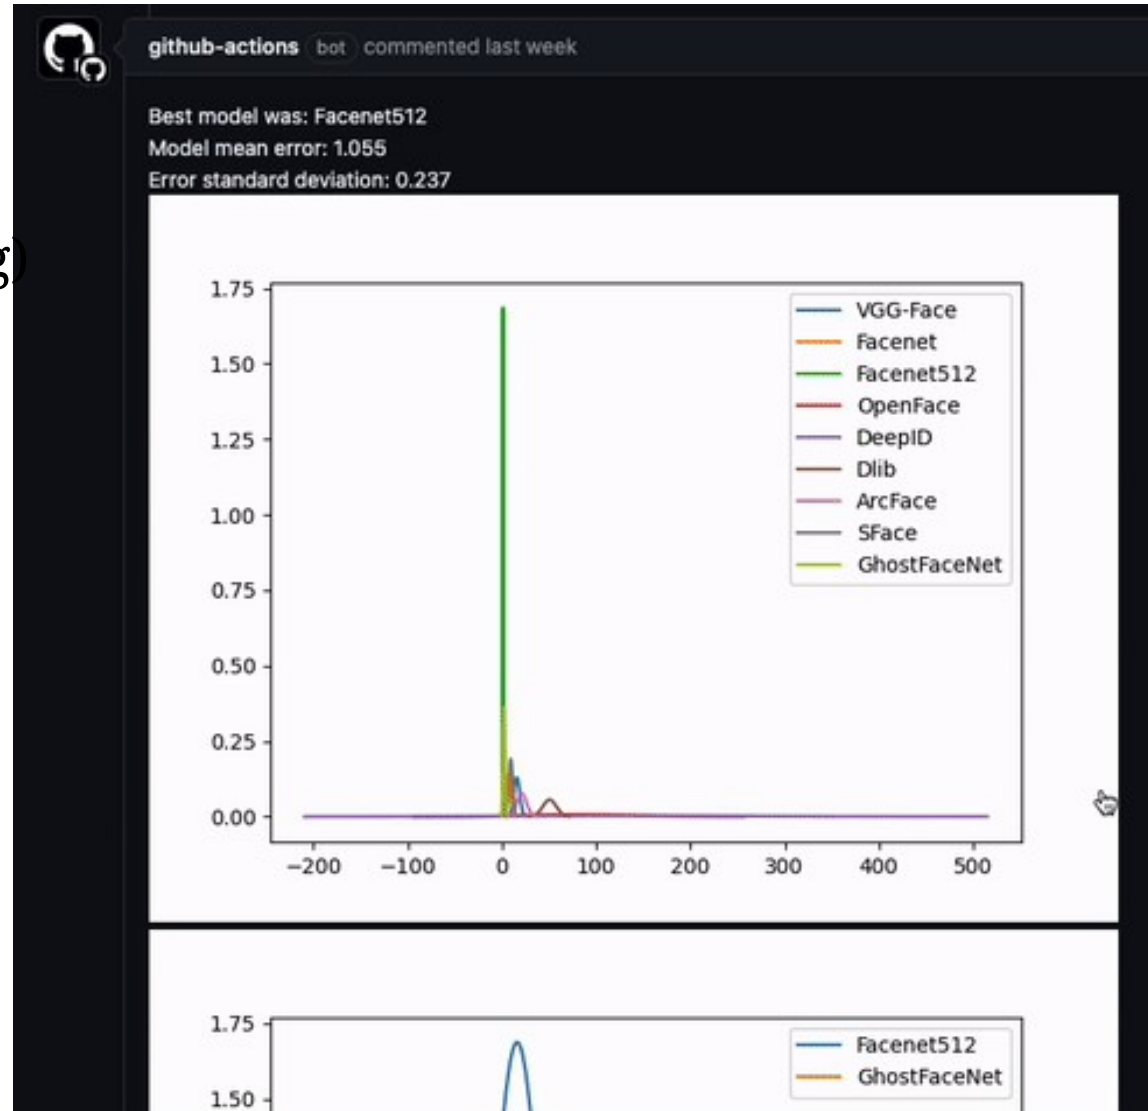 github-actions bot commented last week
Best model was: Facenet512
Model mean error: 1.055
Error standard deviation: 0.237
g)
1.75
1.50
1.25
1.00
0.75
0.50
0.25
0.00
−200 −100 0 100 200 300 400 500
VGG-Face
Facenet
Facenet512
OpenFace
DeepID
Dlib
ArcFace
SFace
GhostFaceNet
1.75
1.50
Facenet512
GhostFaceNet